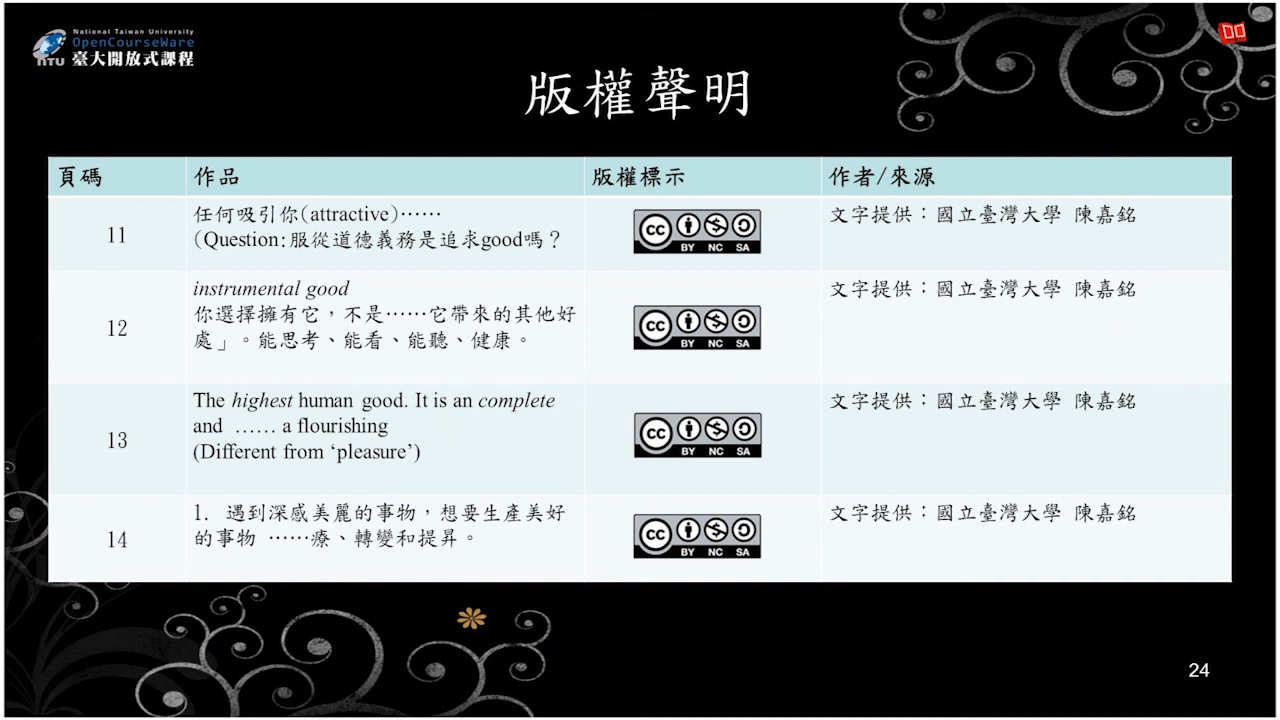 National Taiwan University
OpenCourseWare
NTU 臺大開放式課程
版權聲明
頁碼 作品 版權標示 作者/來源
11
任何吸引你(attractive)……
(Question:服從道德義務是追求good嗎？
cc BY NC SA
文字提供：國立臺灣大學 陳嘉銘
12
instrumental good
你選擇擁有它，不是……它帶來的其他好
處」。能思考、能看、能聽、健康。
cc BY NC SA
文字提供：國立臺灣大學 陳嘉銘
13
The highest human good. It is an complete
and …… a flourishing
(Different from ‘pleasure’)
cc BY NC SA
文字提供：國立臺灣大學 陳嘉銘
14
1. 遇到深感美麗的事物，想要生產美好
的事物 ……療、轉變和提昇。
cc BY NC SA
文字提供：國立臺灣大學 陳嘉銘
24